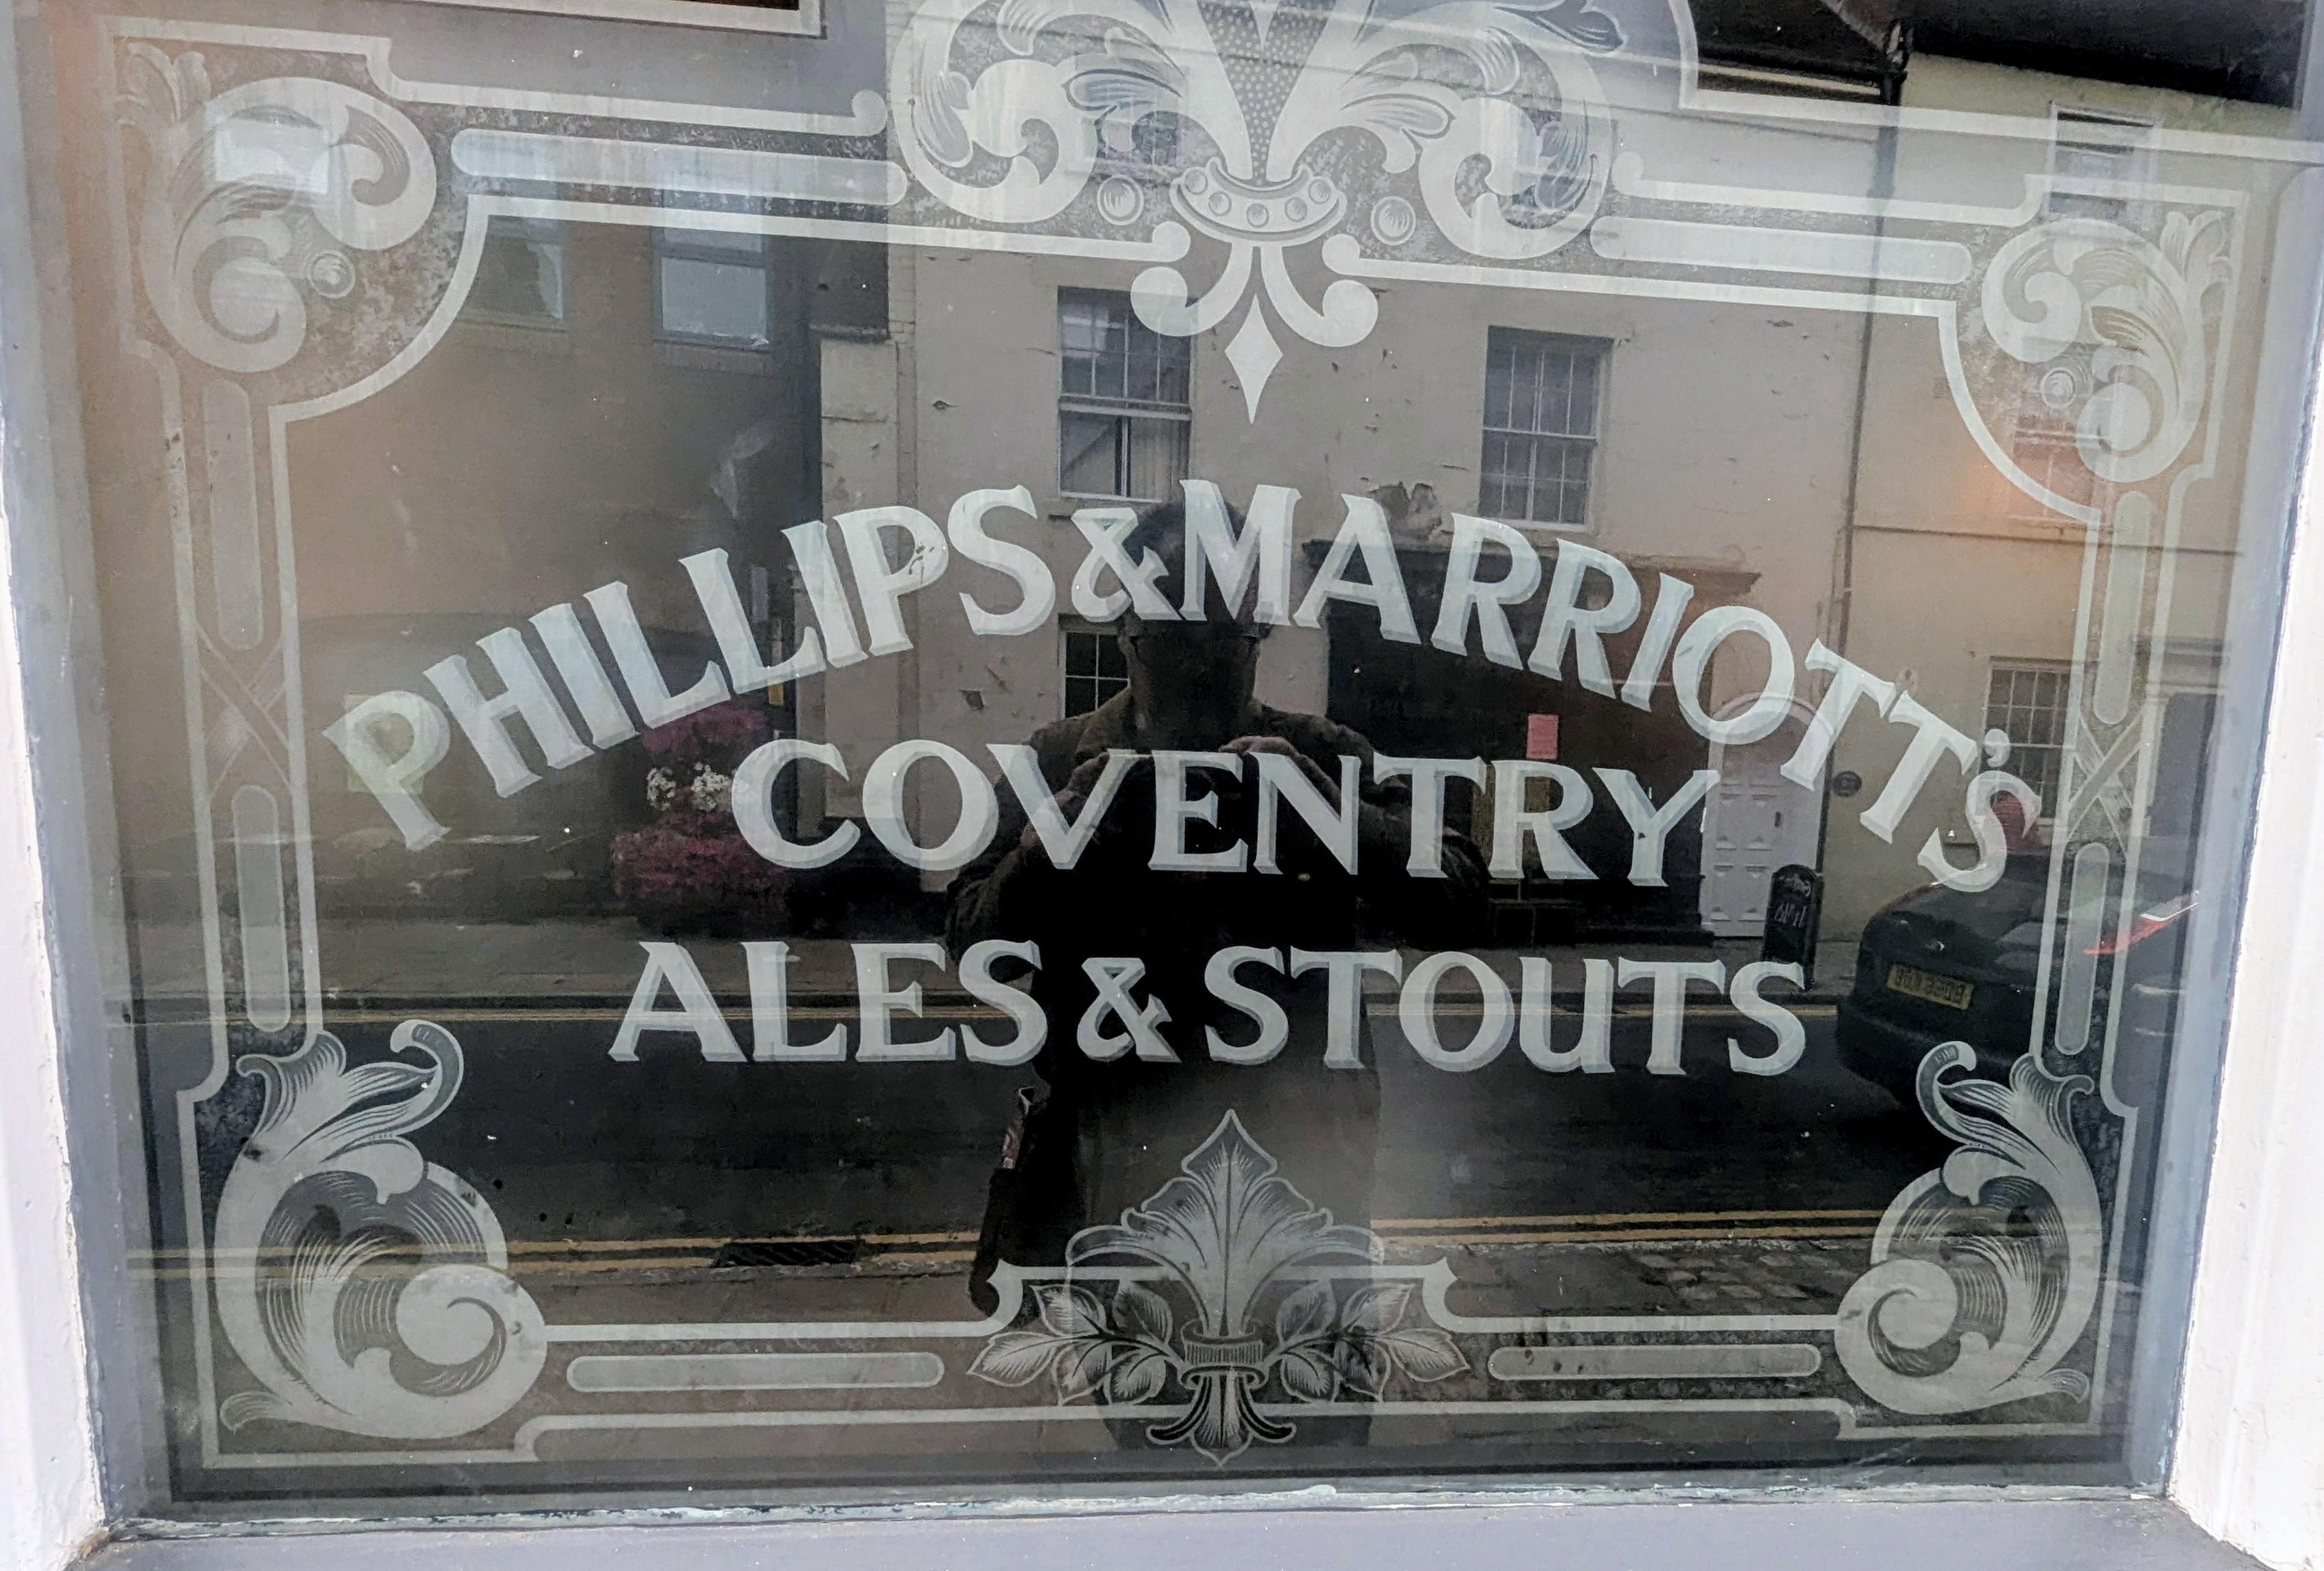 PHILLIPS & MARRIOTT'S
COVENTRY
ALES & STOUTS